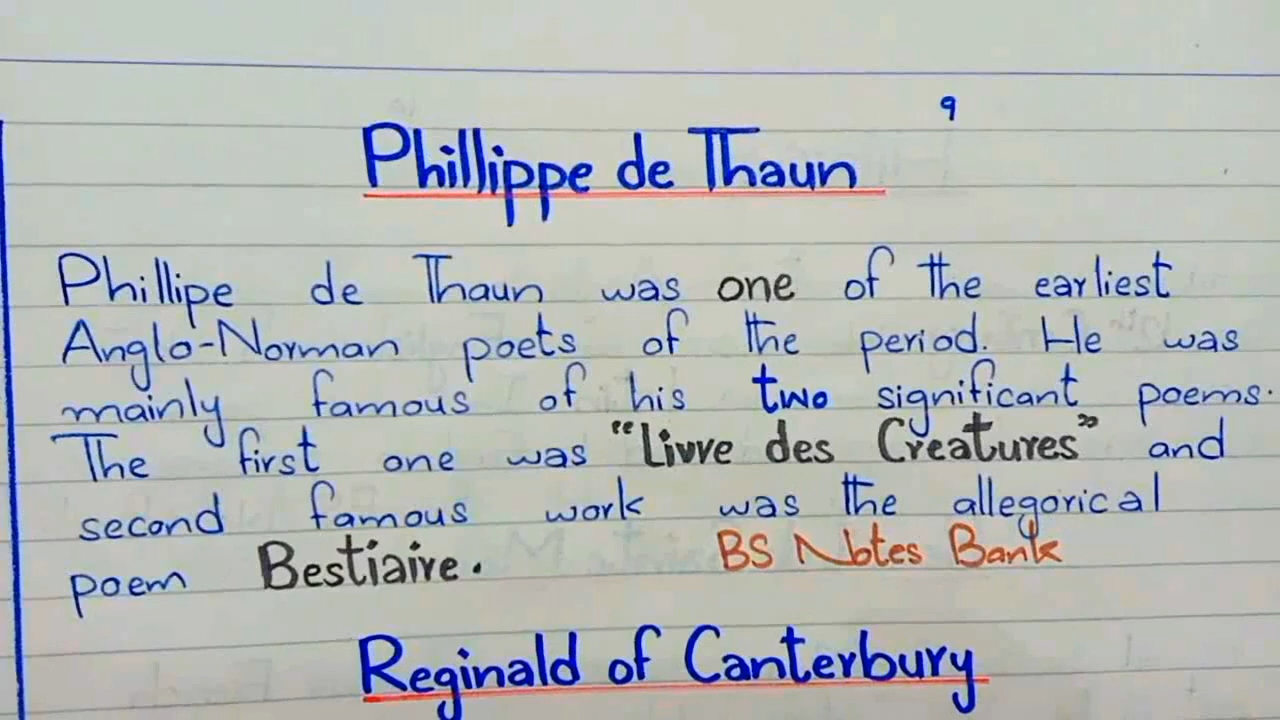 9
Phillippe de Thaun
Phillipe de Thaun was one of the earliest
Anglo-Norman poets of the period. He was
mainly famous of his two significant poems.
The first one was "Livre des Creatures" and
second famous work was the allegorical
poem Bestiaire. BS Notes Bank
Reginald of Canterbury